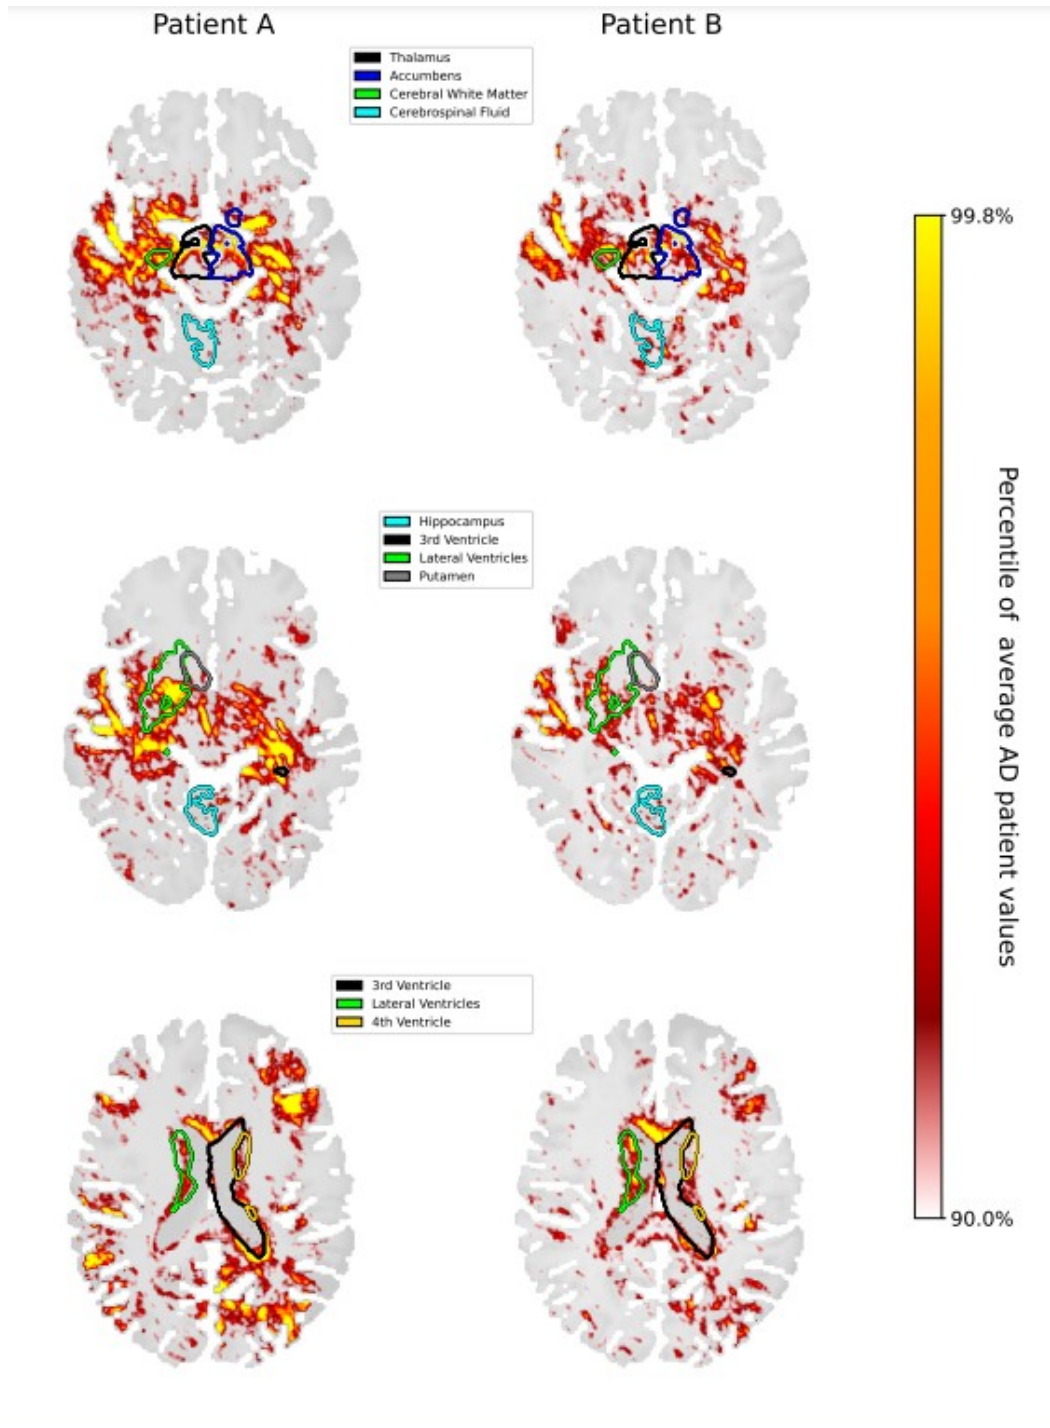 Patient A
Patient B
Thalamus
Accumbens
Cerebral White Matter
Cerebrospinal Fluid
99.8%
Percentile of average AD patient values
90.0%
Hippocampus
3rd Ventricle
Lateral Ventricles
Putamen
3rd Ventricle
Lateral Ventricles
4th Ventricle